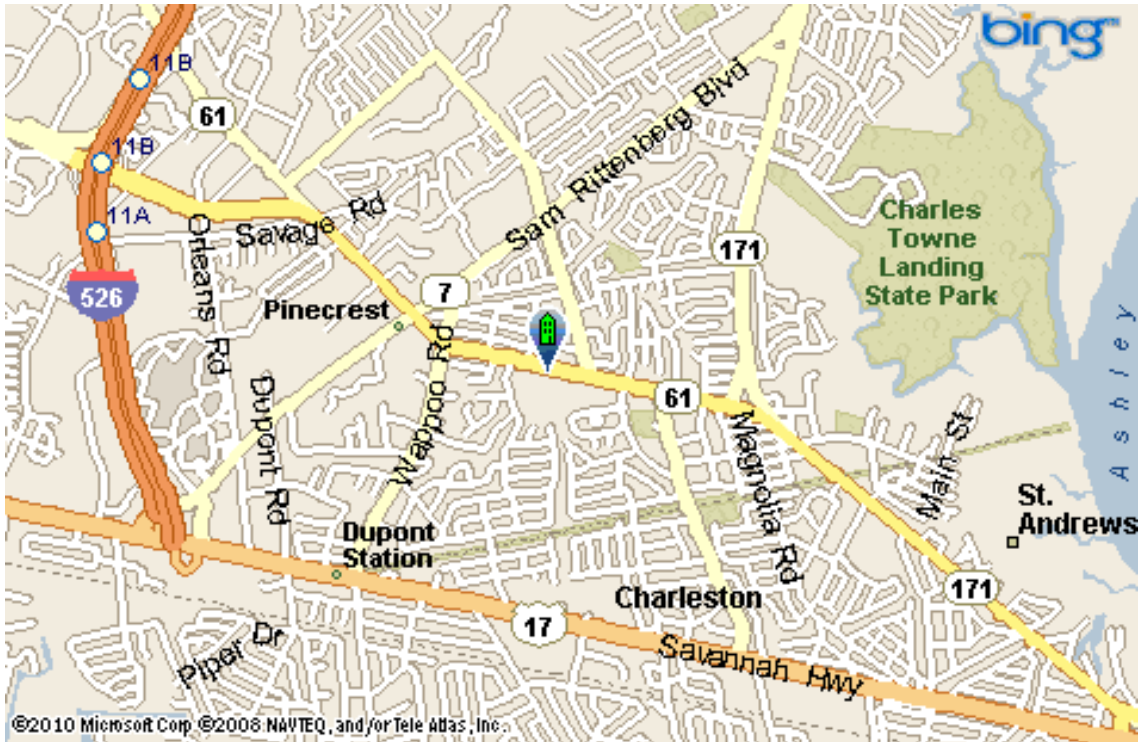 bing™
11B
61
11B
11A
Orleans Rd
Savage Rd
Sam Rittenberg Blvd
171
Charles
Towne
Landing
State Park
526
7
Pinecrest
Wappoo Rd
Dupont Rd
61
Magnolia Rd
Main St
Ashley
St.
Andrews
Dupont
Station
Charleston
171
17
Piper Dr
Savannah Hwy
©2010 Microsoft Corp ©2008 NAVTEQ, and/or Tele Atlas, Inc.